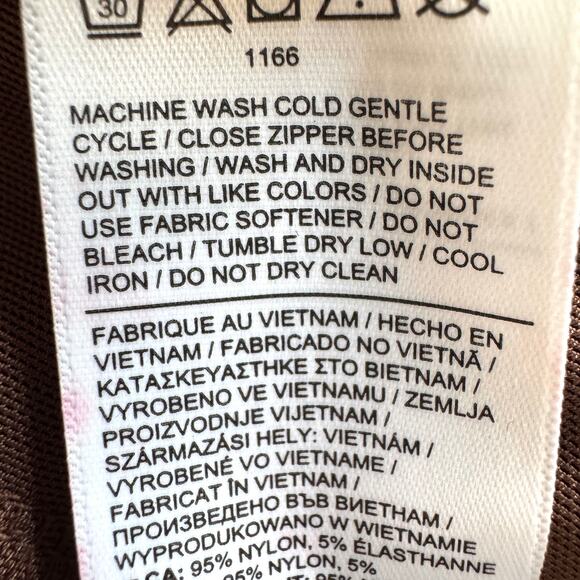 30
1166
MACHINE WASH COLD GENTLE
CYCLE / CLOSE ZIPPER BEFORE
WASHING / WASH AND DRY INSIDE
OUT WITH LIKE COLORS / DO NOT
USE FABRIC SOFTENER / DO NOT
BLEACH / TUMBLE DRY LOW / COOL
IRON / DO NOT DRY CLEAN
FABRIQUE AU VIETNAM / HECHO EN
VIETNAM / FABRICADO NO VIETNÃ /
ΚΑΤΑΣΚΕΥΑΣΤΗΚΕ ΣΤΟ ΒΙΕΤΝΑΜ /
VYROBENO VE VIETNAMU / ZEMLJA
PROIZVODNJE VIJETNAM /
SZÁRMAZÁSI HELY: VIETNÁM /
VYROBENÉ VO VIETNAME /
FABRICAT ÎN VIETNAM /
ПРОИЗВЕДЕНО ВЪВ ВИЕТНАМ /
WYPRODUKOWANO W WIETNAMIE
CA: 95% NYLON, 5% ÉLASTHANNE
95% NYLON, 5%